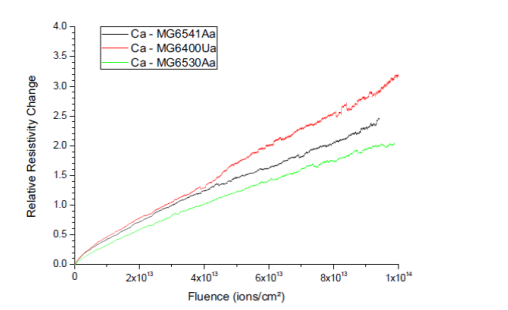 4.0
3.5
3.0
2.5
2.0
1.5
1.0
0.5
0.0
Relative Resistivity Change
Ca - MG6541Aa
Ca - MG6400Ua
Ca - MG6530Aa
0 2x10¹³ 4x10¹³ 6x10¹³ 8x10¹³ 1x10¹⁴
Fluence (ions/cm²)